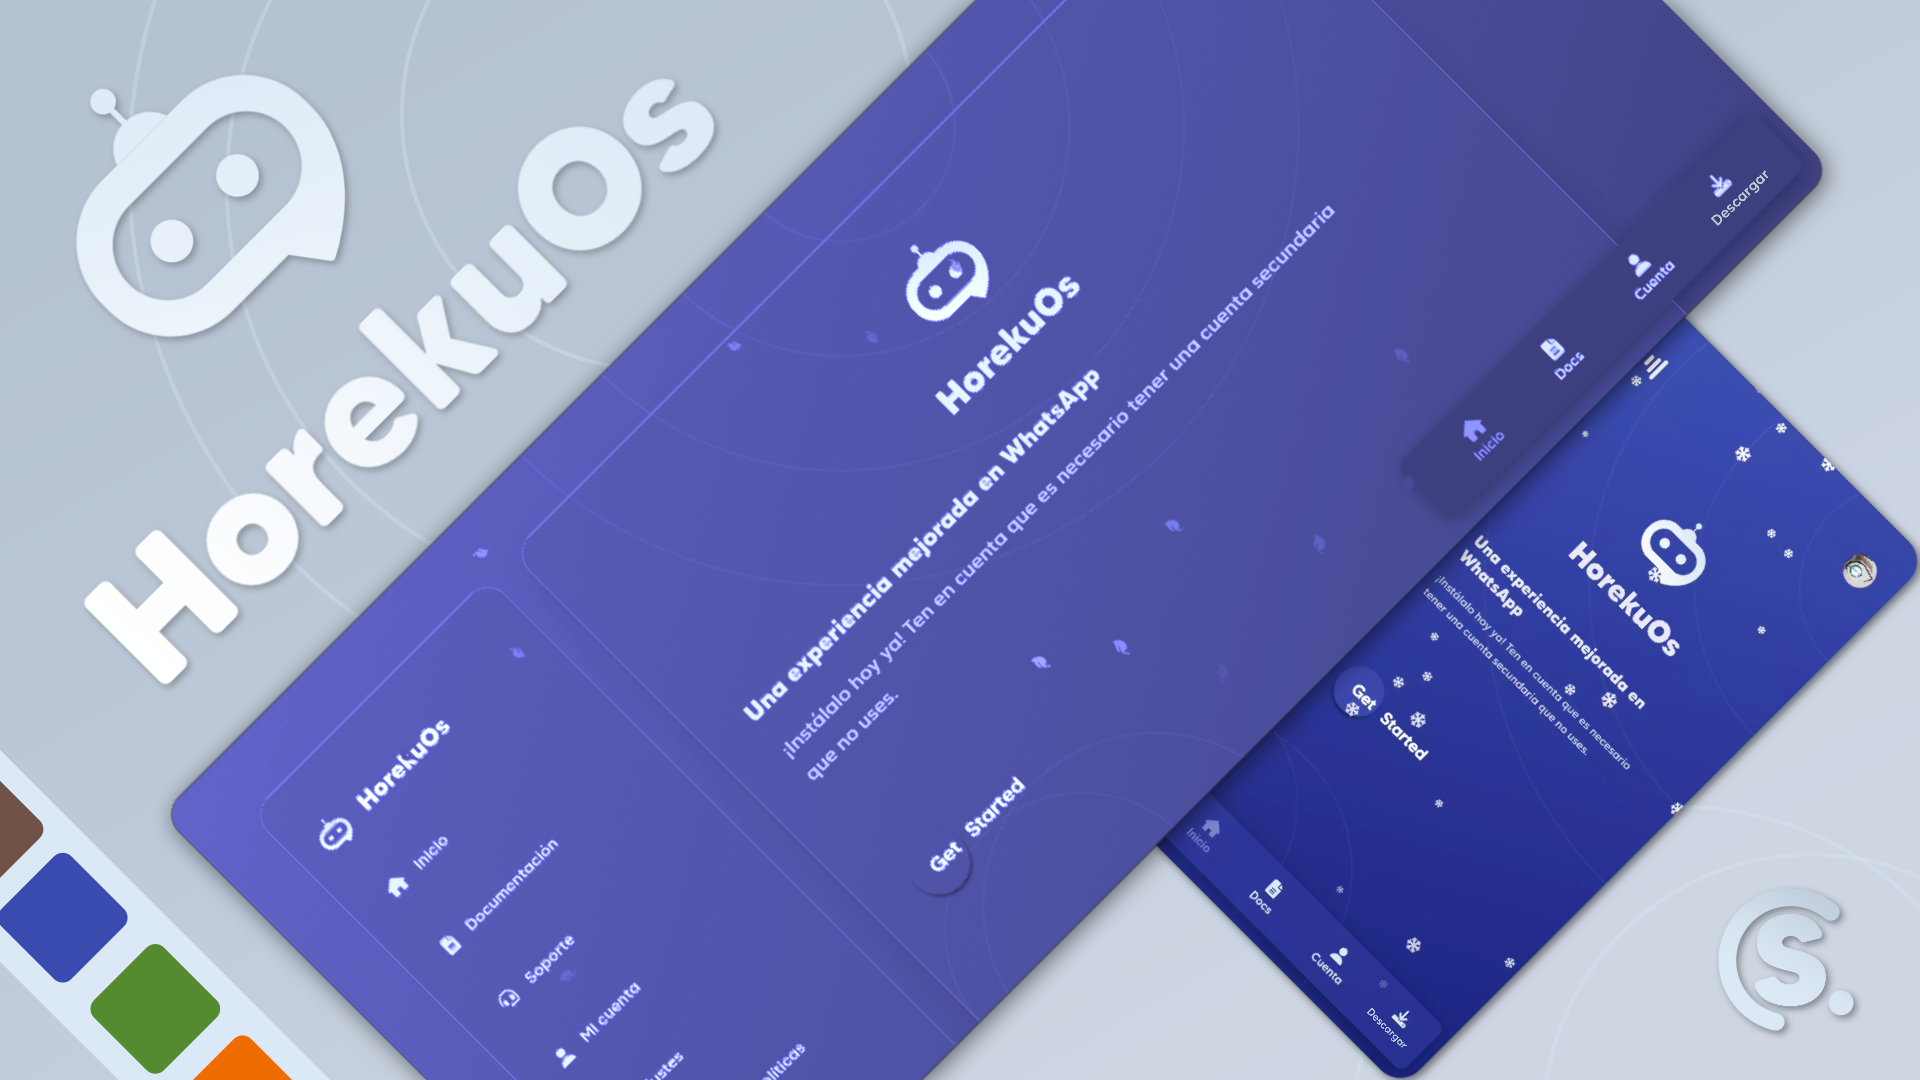 HorekuOs
HorekuOs
Una experiencia mejorada en WhatsApp
¡Instálalo hoy ya! Ten en cuenta que es necesario tener una cuenta secundaria
que no uses.
Get Started
Inicio
Docs
Cuenta
Descargar
HorekuOs
Inicio
Documentación
Soporte
Mi cuenta
ustes
olíticas
HorekuOs
Una experiencia mejorada en
WhatsApp
¡Instálalo hoy ya! Ten en cuenta que es necesario
tener una cuenta secundaria que no uses.
Get Started
Inicio
Docs
Cuenta
Descargar
CS.